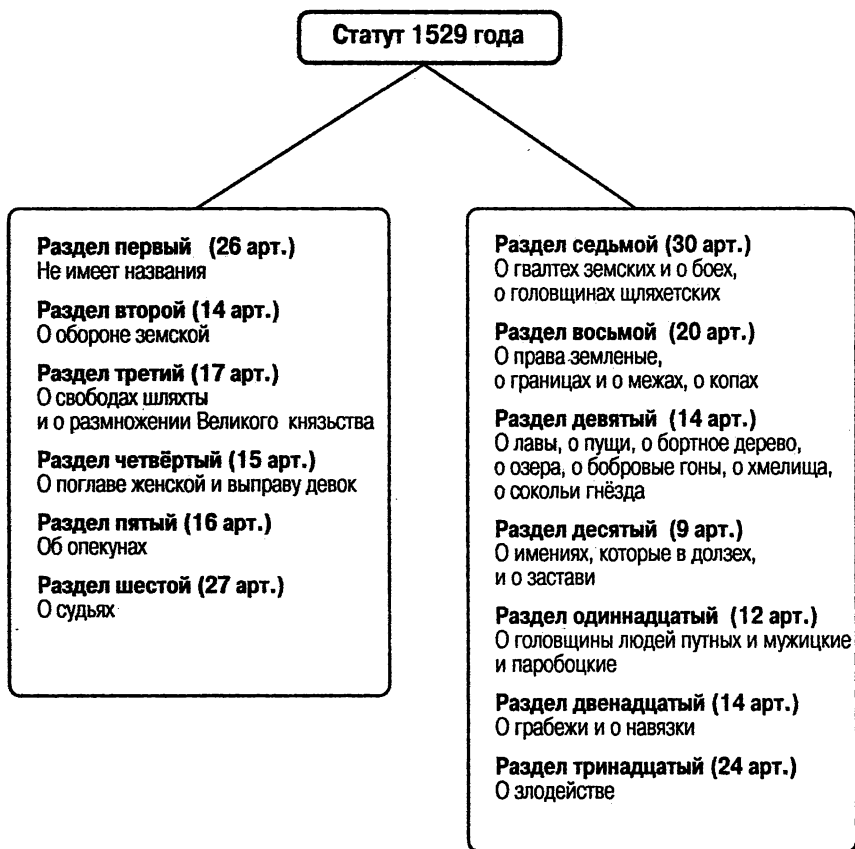 Статут 1529 года
Раздел первый (26 арт.)
Не имеет названия
Раздел второй (14 арт.)
О обороне земской
Раздел третий (17 арт.)
О свободах шляхты
и о размножении Великого князьства
Раздел четвёртый (15 арт.)
О поглаве женской и выправу девок
Раздел пятый (16 арт.)
Об опекунах
Раздел шестой (27 арт.)
О судьях
Раздел седьмой (30 арт.)
О гвалтех земских и о боех,
о головщинах щляхетских
Раздел восьмой (20 арт.)
О права земленые,
о границах и о межах, о копах
Раздел девятый (14 арт.)
О лавы, о пущи, о бортное дерево,
о озера, о бобровые гоны, о хмелища,
о сокольи гнёзда
Раздел десятый (9 арт.)
О имениях, которые в долзех,
и о застави
Раздел одиннадцатый (12 арт.)
О головщины людей путных и мужицкие
и паробоцкие
Раздел двенадцатый (14 арт.)
О грабежи и о навязки
Раздел тринадцатый (24 арт.)
О злодействе